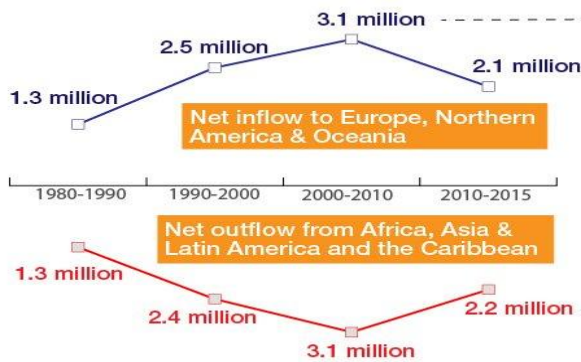 3.1 million
2.5 million
2.1 million
1.3 million
Net inflow to Europe, Northern
America & Oceania
1980-1990 1990-2000 2000-2010 2010-2015
Net outflow from Africa, Asia &
Latin America and the Caribbean
1.3 million
2.4 million
2.2 million
3.1 million